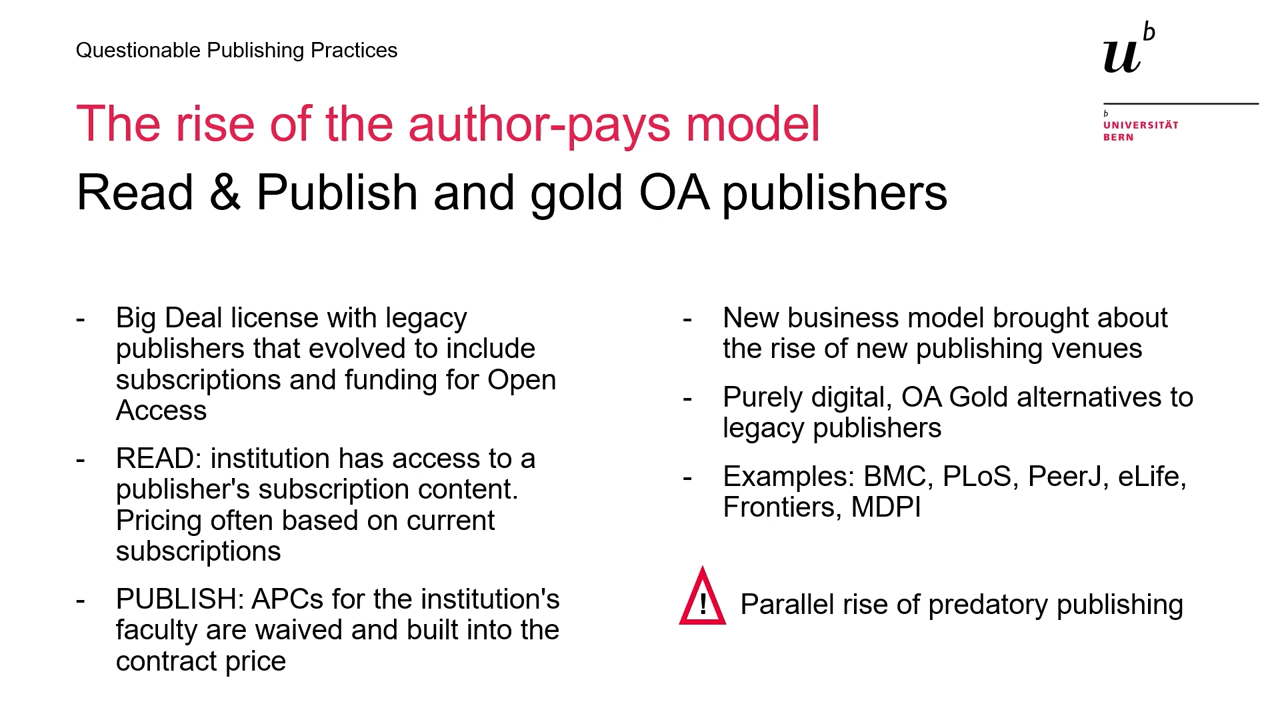 Questionable Publishing Practices
u b
b
UNIVERSITÄT
BERN
The rise of the author-pays model
Read & Publish and gold OA publishers
- Big Deal license with legacy
publishers that evolved to include
subscriptions and funding for Open
Access
- READ: institution has access to a
publisher's subscription content.
Pricing often based on current
subscriptions
- PUBLISH: APCs for the institution's
faculty are waived and built into the
contract price
- New business model brought about
the rise of new publishing venues
- Purely digital, OA Gold alternatives to
legacy publishers
- Examples: BMC, PLoS, PeerJ, eLife,
Frontiers, MDPI
! Parallel rise of predatory publishing